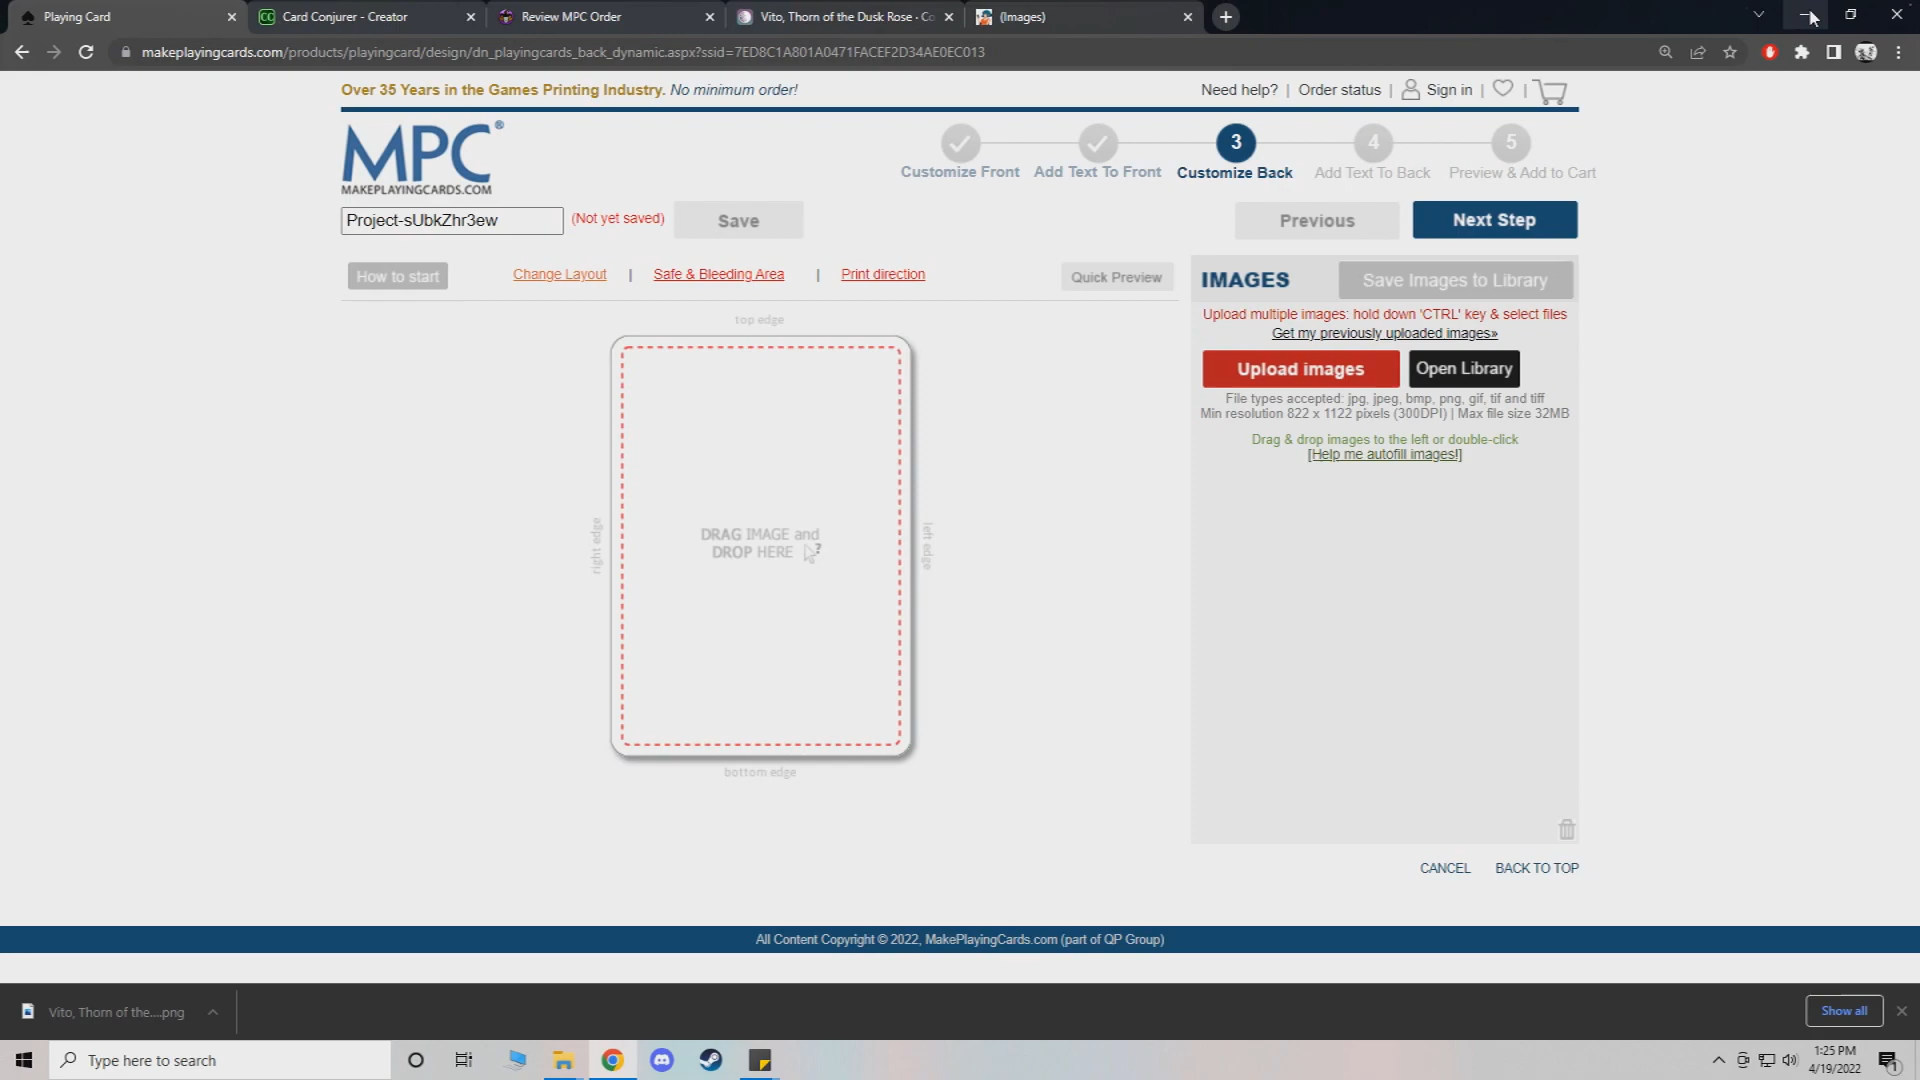 Playing Card
Card Conjurer - Creator
Review MPC Order
Vito, Thorn of the Dusk Rose · Co
(Images)
makeplayingcards.com/products/playingcard/design/dn_playingcards_back_dynamic.aspx?ssid=7ED8C1A801A0471FACEF2D34AE0EC013
Over 35 Years in the Games Printing Industry. No minimum order!
Need help? | Order status | Sign in | |
MPC®
MAKEPLAYINGCARDS.COM
3 4 5
Customize Front Add Text To Front Customize Back Add Text To Back Preview & Add to Cart
Project-sUbkZhr3ew (Not yet saved) Save Previous Next Step
How to start Change Layout | Safe & Bleeding Area | Print direction Quick Preview
IMAGES Save Images to Library
Upload multiple images: hold down 'CTRL' key & select files
Get my previously uploaded images»
Upload images Open Library
File types accepted: jpg, jpeg, bmp, png, gif, tif and tiff
Min resolution 822 x 1122 pixels (300DPI) | Max file size 32MB
Drag & drop images to the left or double-click
[Help me autofill images!]
top edge
right edge
DRAG IMAGE and
DROP HERE ?
left edge
bottom edge
CANCEL BACK TO TOP
All Content Copyright © 2022, MakePlayingCards.com (part of QP Group)
Vito, Thorn of the....png
Show all
Type here to search
1:25 PM
4/19/2022
1